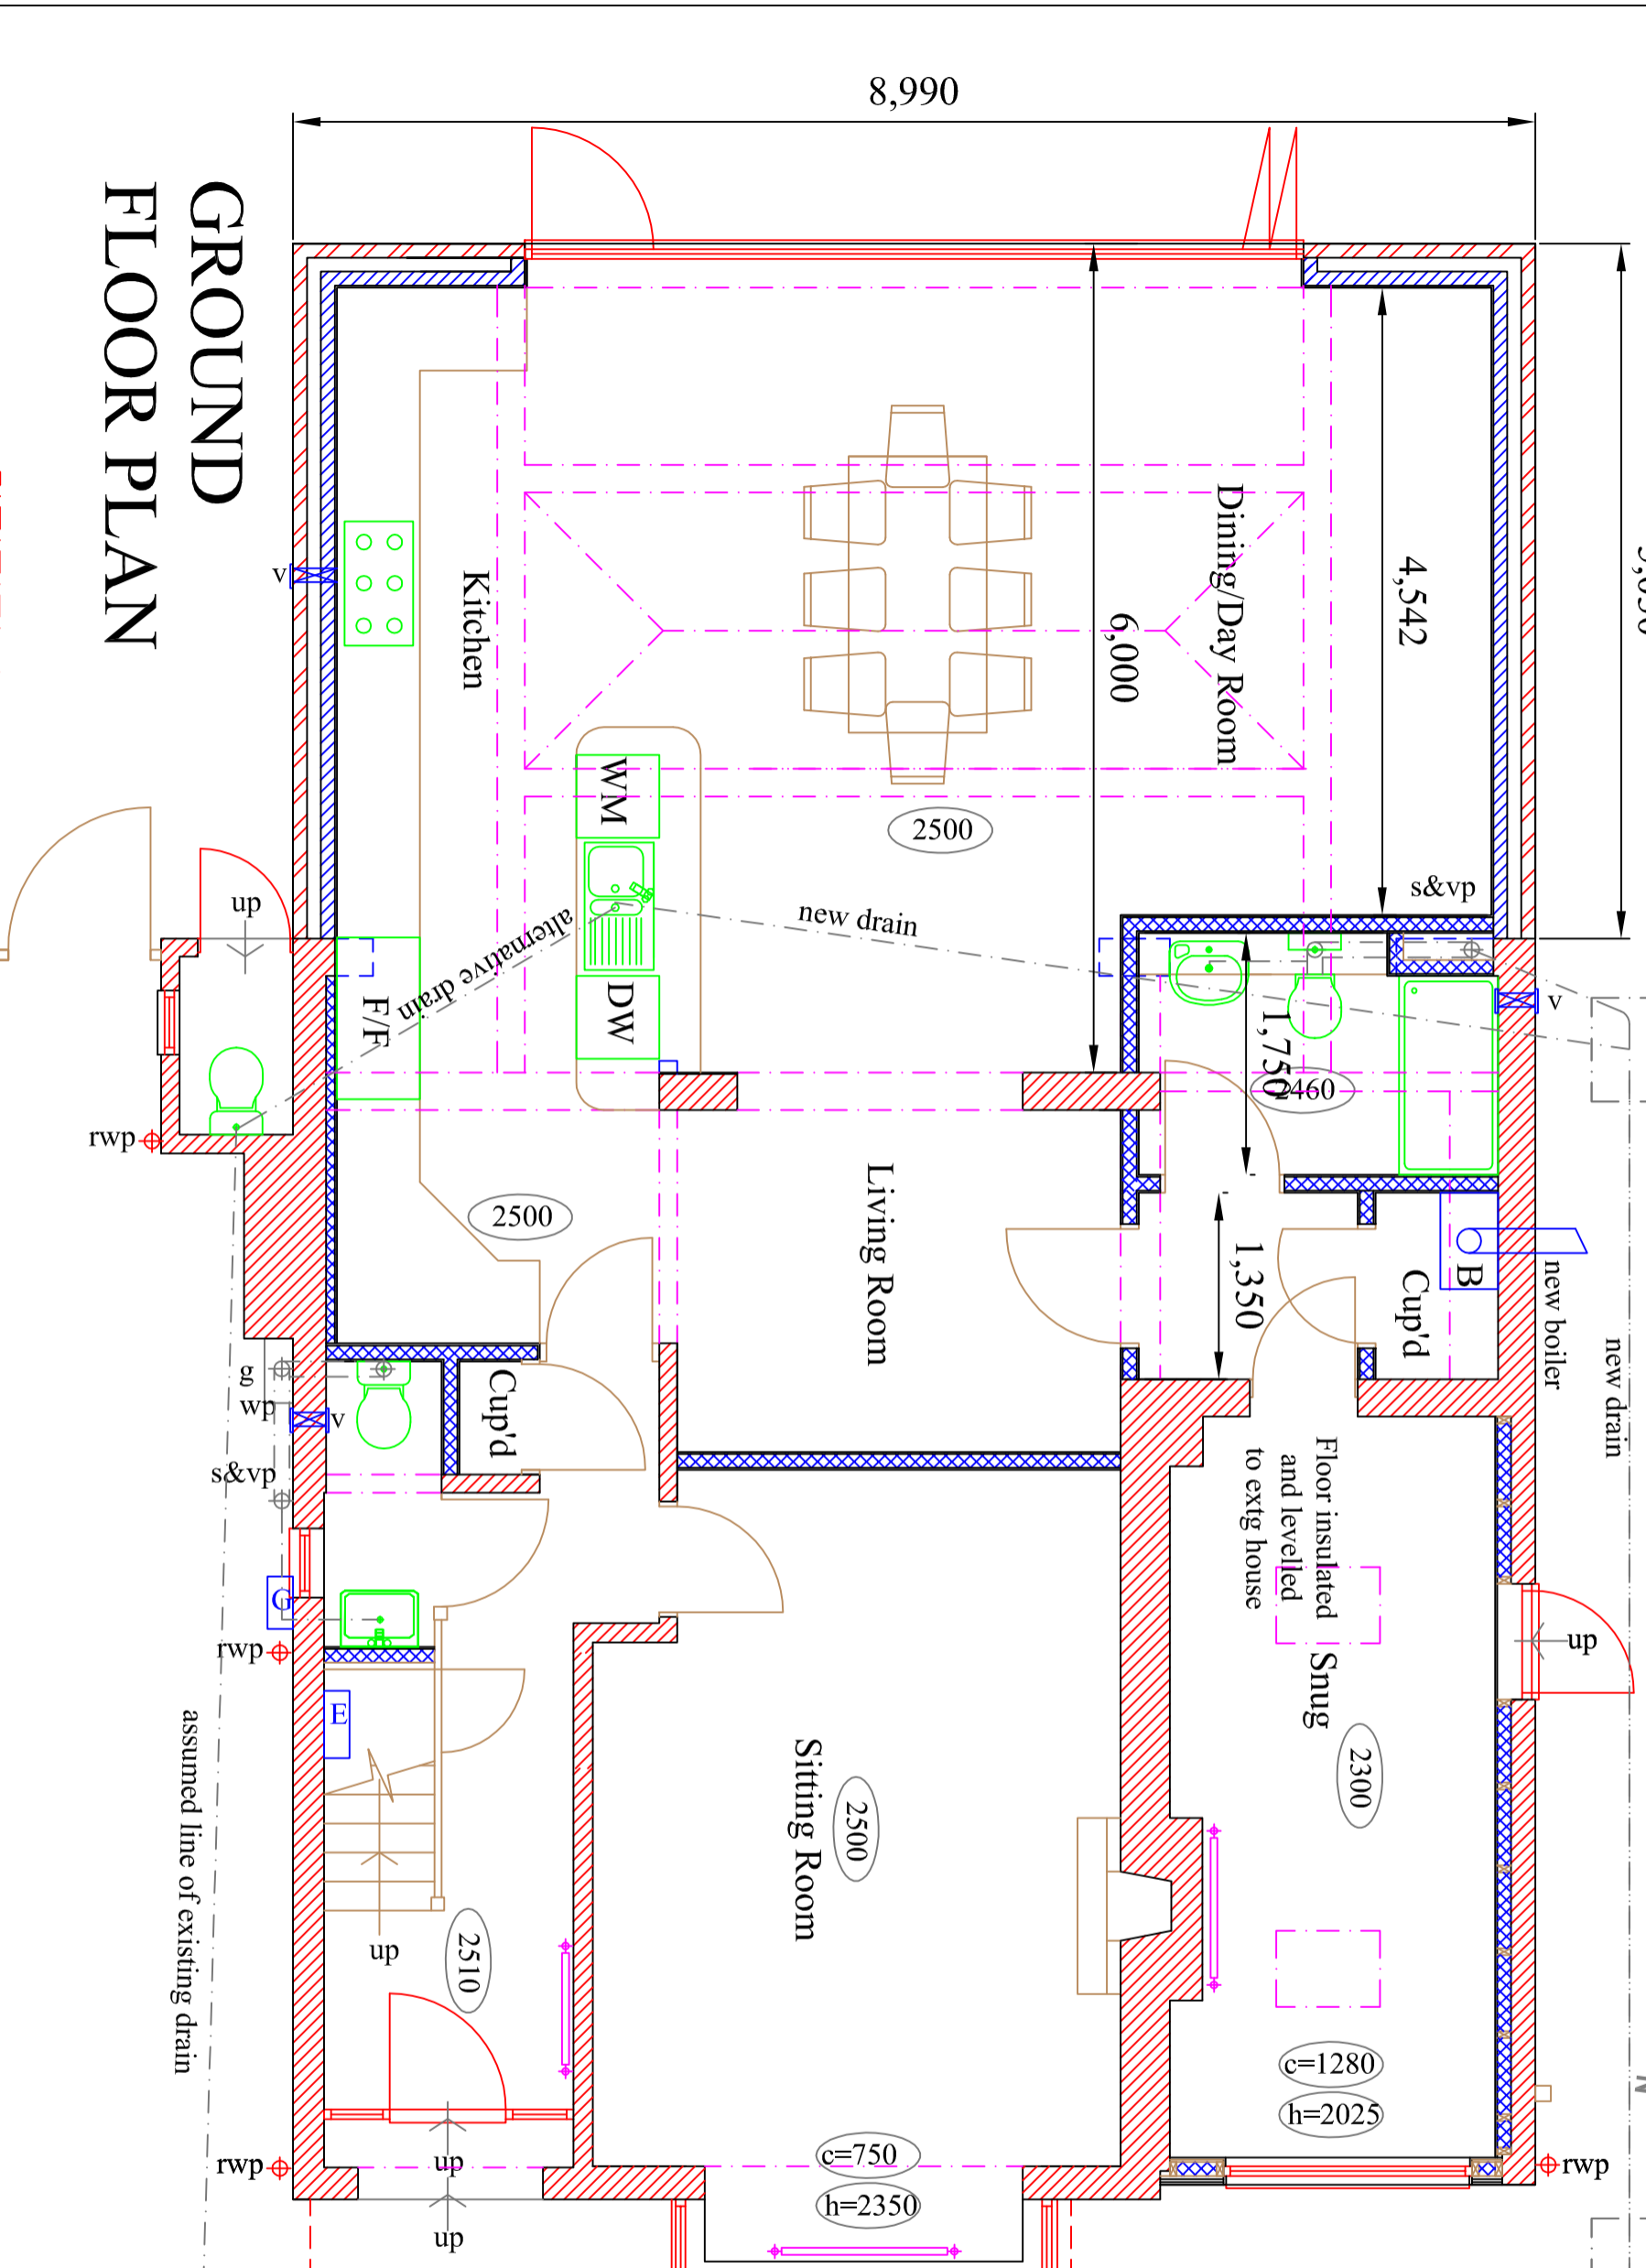 8,990
GROUND
FLOOR PLAN
4,542
6,000
Dining/Day Room
Kitchen
v
WM
2500
s&vp
new drain
alternative drain
up
F/F
DW
v
1,750
2460
rwp
Living Room
2500
1,350
Cup'd
B
new boiler
new drain
g
wp
v
s&vp
Cup'd
Floor insulated
and levelled
to extg house
G
rwp
up
Snug
E
2300
Sitting Room
2500
assumed line of existing drain
up
2510
c=1280
h=2025
rwp
up
c=750
rwp
h=2350
up